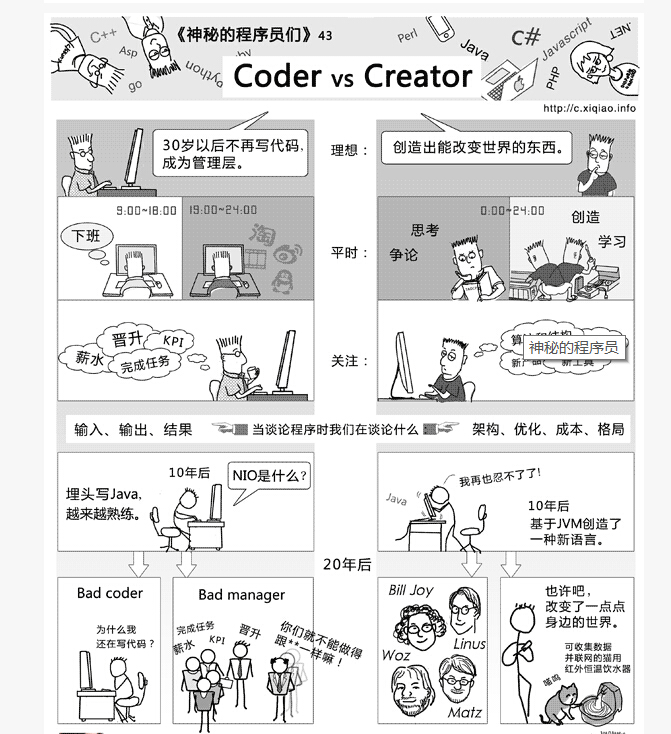 《神秘的程序员们》43
C++
Asp
go
python
Perl
Java
C#
Javascript
.NET
PHP
Coder vs Creator
http://c.xiqiao.info
30岁以后不再写代码，
成为管理层。
理想：
创造出能改变世界的东西。
9:00~18:00
19:00~24:00
下班
淘
平时：
0:00~24:00
思考
争论
创造
学习
晋升
KPI
薪水
完成任务
关注：
神秘的程序员
输入、输出、结果
当谈论程序时我们在谈论什么
架构、优化、成本、格局
10年后
埋头写Java,
越来越熟练。
NIO是什么?
Java
我再也忍不了了!
10年后
基于JVM创造了
一种新语言。
20年后
Bad coder
为什么我
还在写代码?
Bad manager
完成任务
薪水
KPI
晋升
你们就不能做得
跟**一样嘛!
Bill Joy
Linus
Woz
Matz
也许吧，
改变了一点点
身边的世界。
可收集数据
并联网的猫用
红外恒温饮水器
喵呜